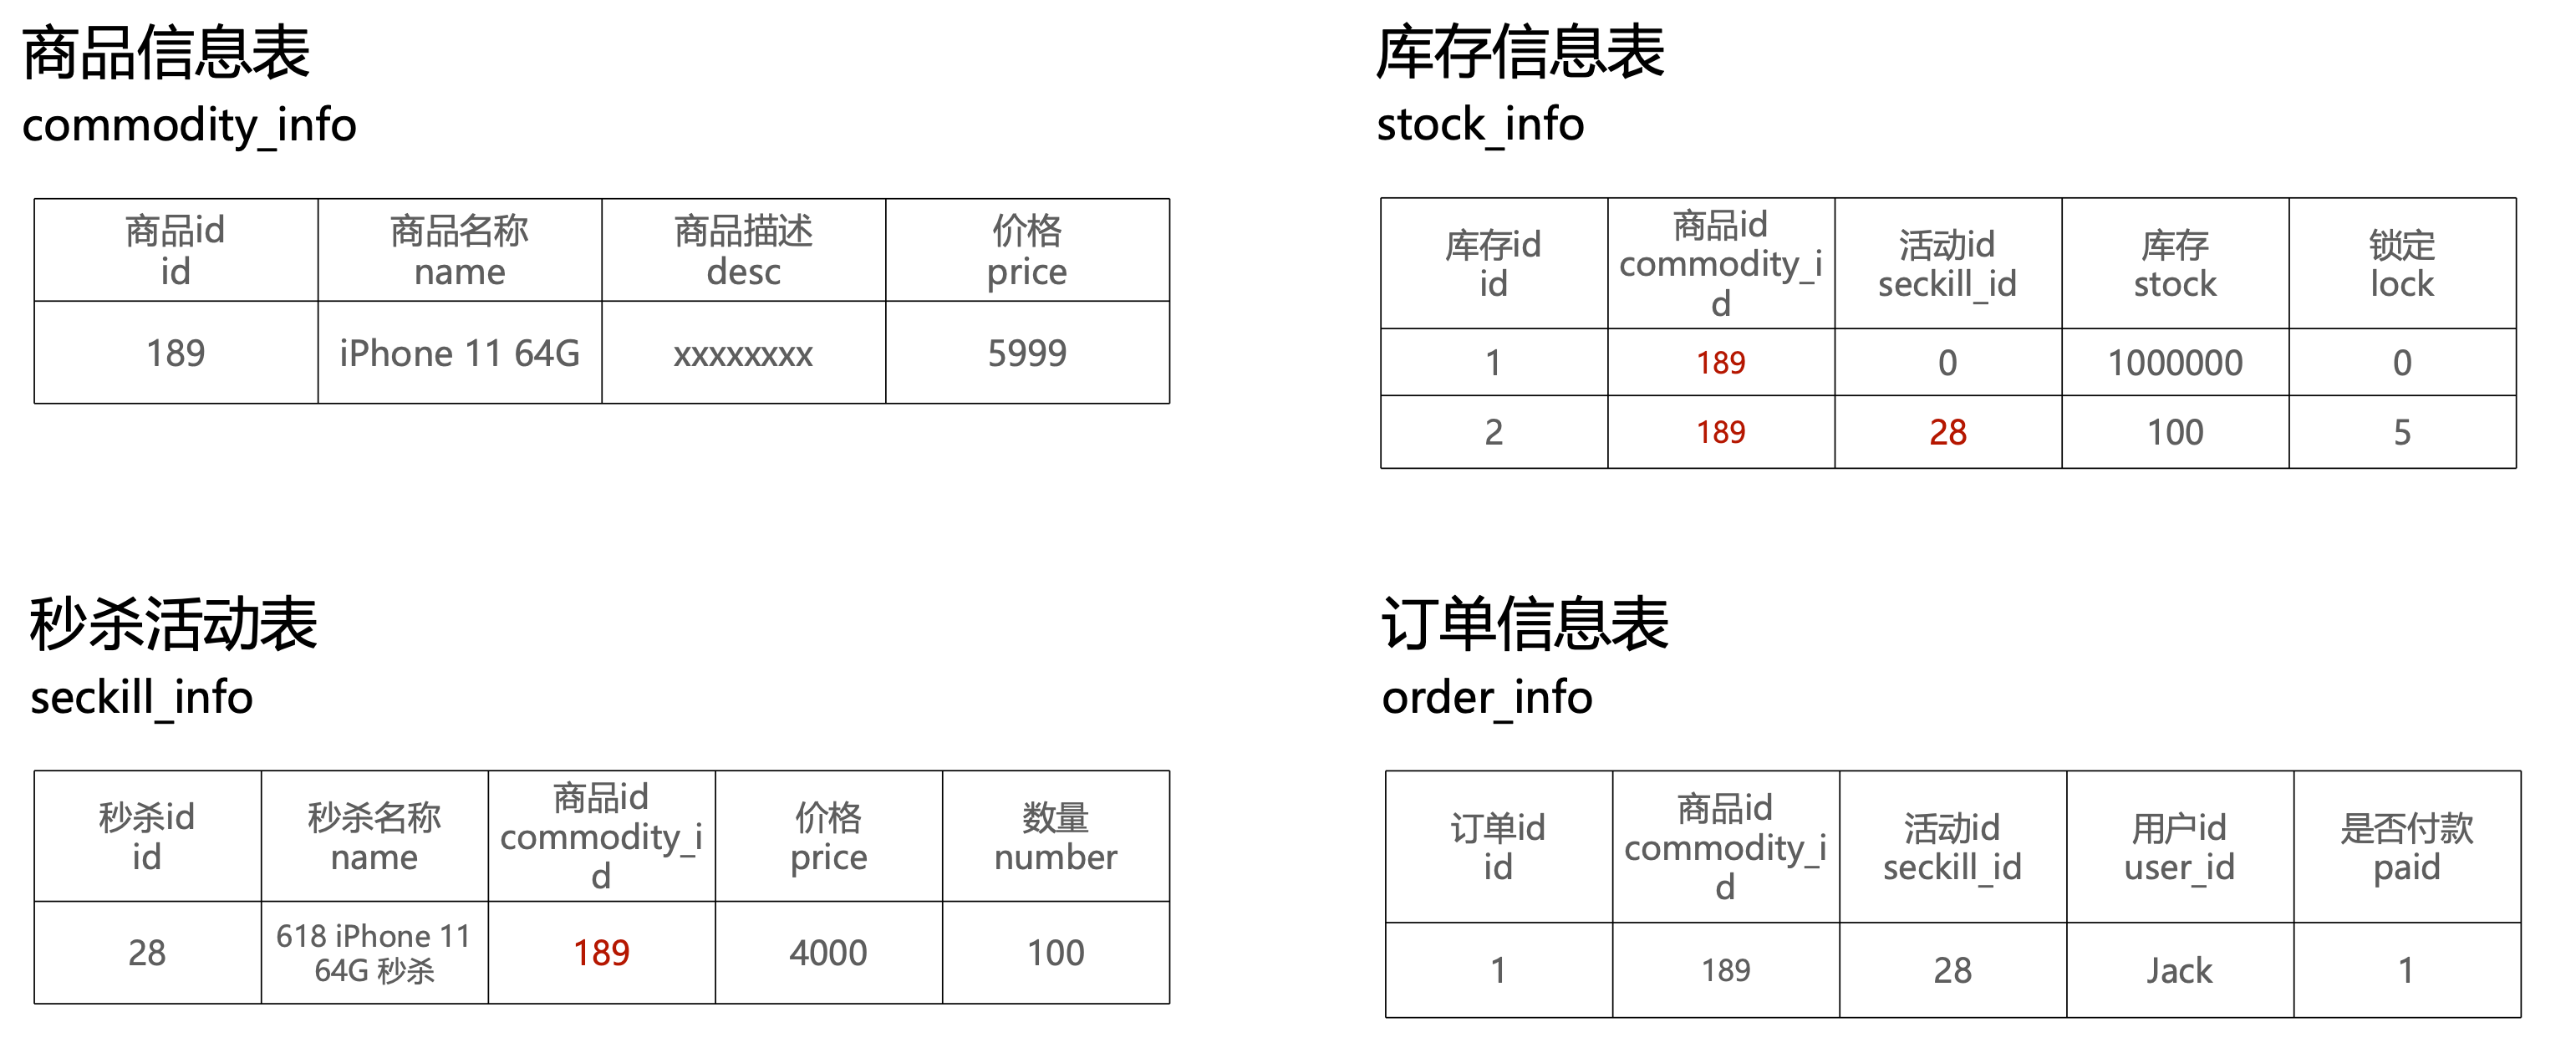 商品信息表
commodity_info
商品id
id
商品名称
name
商品描述
desc
价格
price
189
iPhone 11 64G
xxxxxxxx
5999
库存信息表
stock_info
库存id
id
商品id
commodity_i
d
活动id
seckill_id
库存
stock
锁定
lock
1
189
0
1000000
0
2
189
28
100
5
秒杀活动表
seckill_info
秒杀id
id
秒杀名称
name
商品id
commodity_i
d
价格
price
数量
number
28
618 iPhone 11
64G 秒杀
189
4000
100
订单信息表
order_info
订单id
id
商品id
commodity_i
d
活动id
seckill_id
用户id
user_id
是否付款
paid
1
189
28
Jack
1